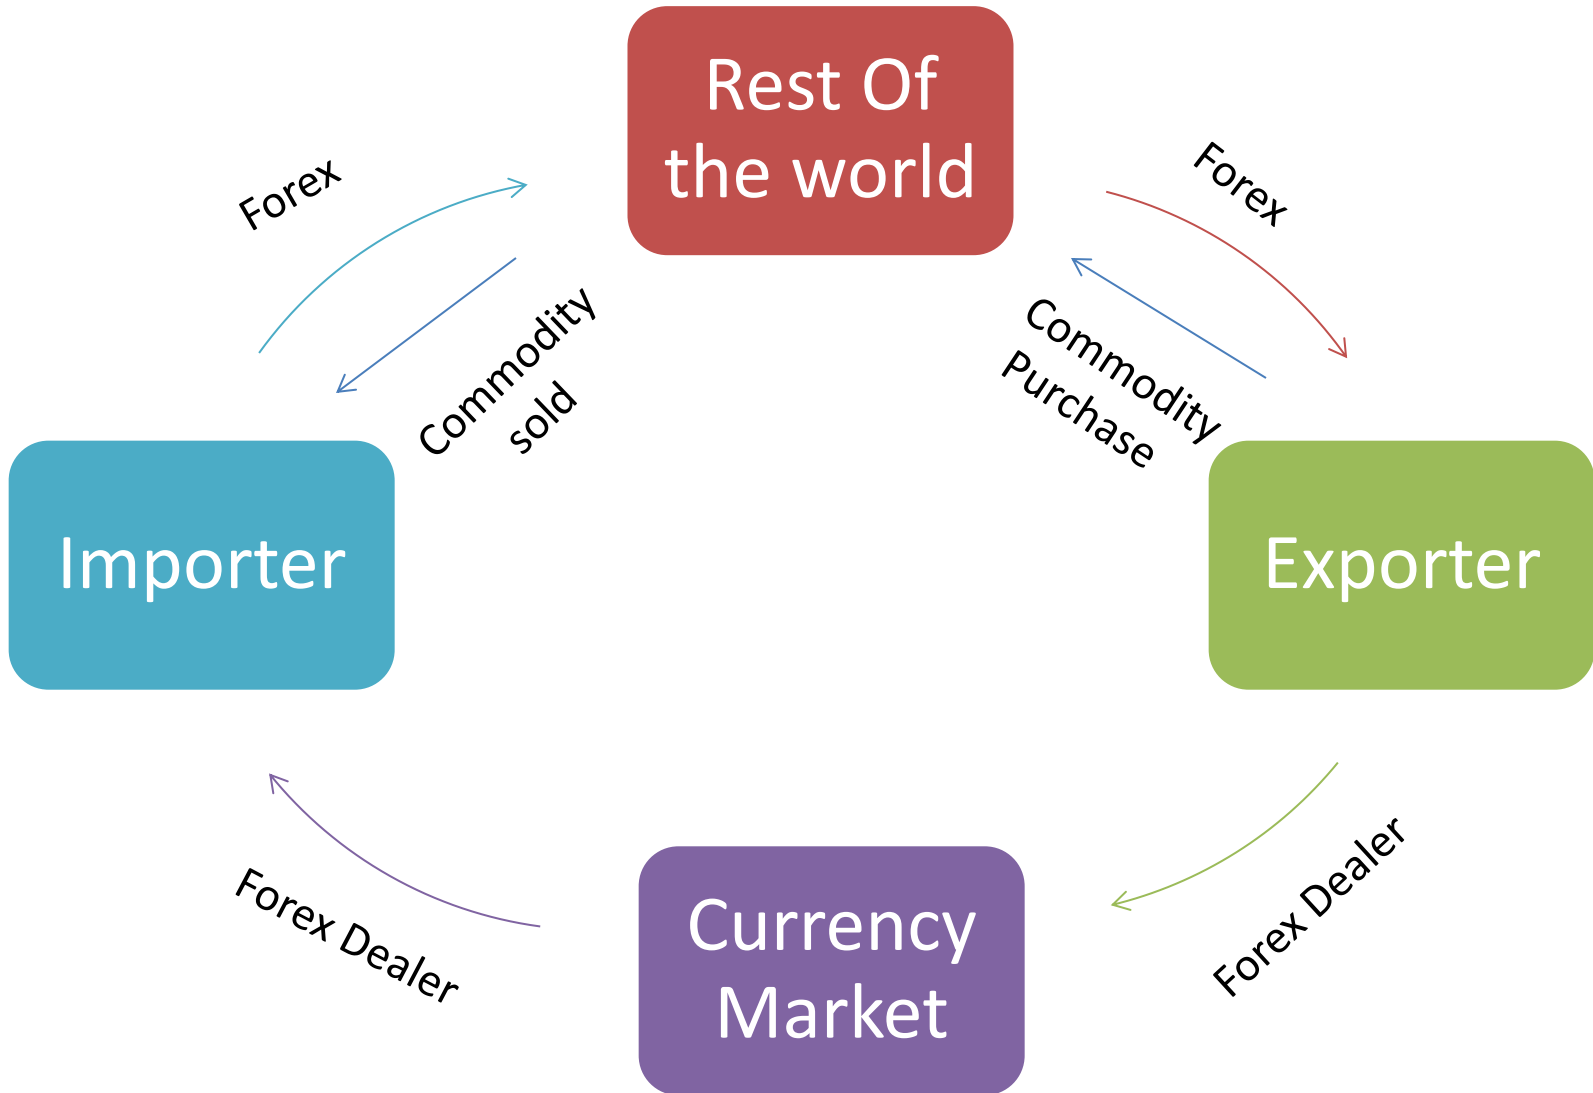 Rest Of
the world
Forex
Forex
Commodity
sold
Commodity
Purchase
Importer
Exporter
Currency
Market
Forex Dealer
Forex Dealer